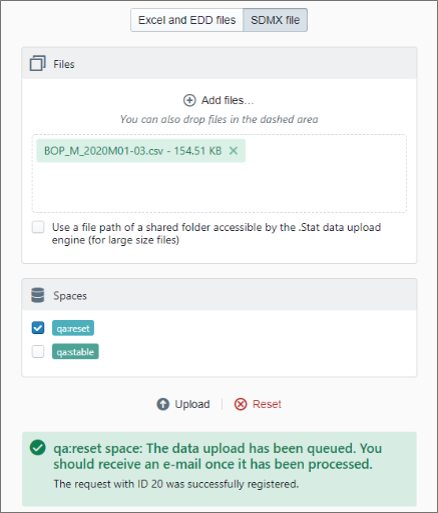 Excel and EDD files SDMX file
Files
Add files...
You can also drop files in the dashed area
BOP_M_2020M01-03.csv - 154.51 KB
Use a file path of a shared folder accessible by the .Stat data upload
engine (for large size files)
Spaces
qa:reset
qa:stable
Upload Reset
qa:reset space: The data upload has been queued. You
should receive an e-mail once it has been processed.
The request with ID 20 was successfully registered.